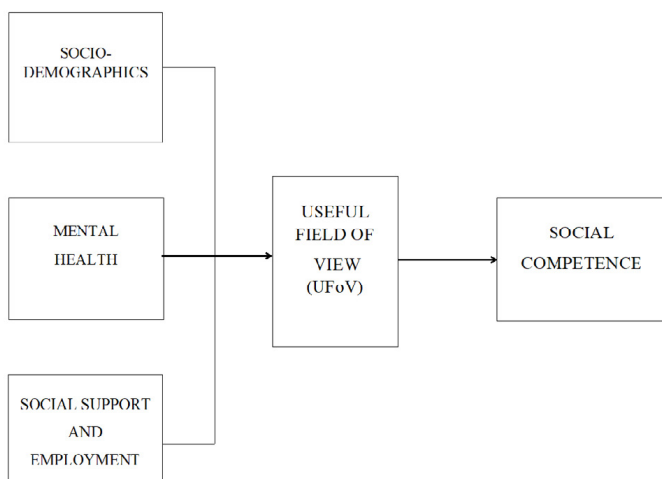 SOCIO-
DEMOGRAPHICS
MENTAL
HEALTH
SOCIAL SUPPORT
AND
EMPLOYMENT
USEFUL
FIELD OF
VIEW
(UFoV)
SOCIAL
COMPETENCE